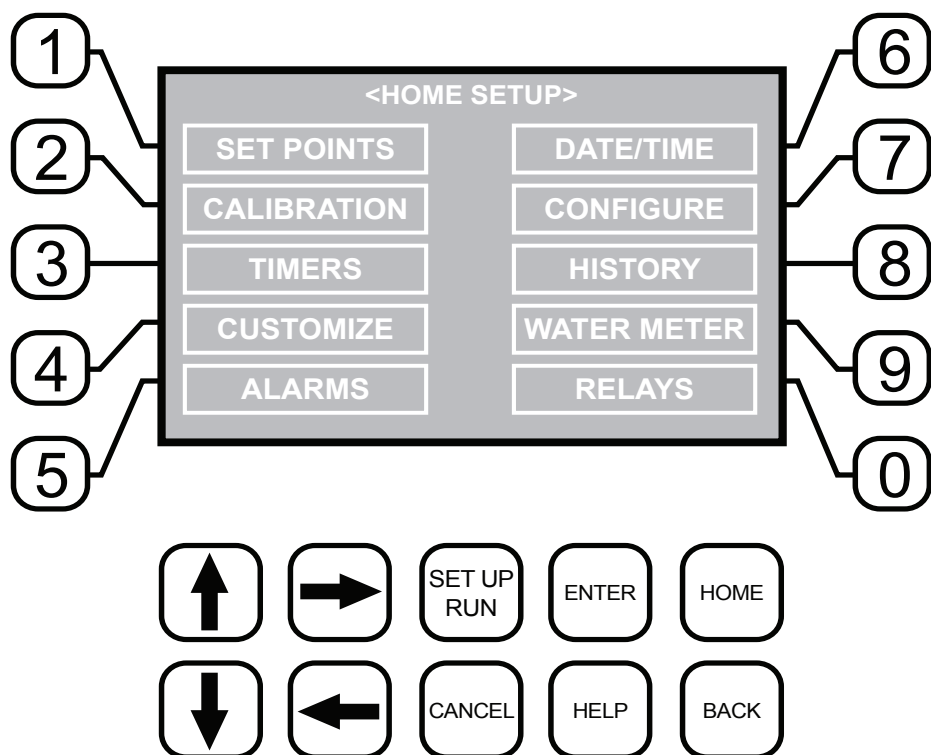 1
6
<HOME SETUP>
SET POINTS
DATE/TIME
2
7
CALIBRATION
CONFIGURE
3
TIMERS
HISTORY
8
CUSTOMIZE
WATER METER
4
9
ALARMS
RELAYS
5
0
SET UP
RUN
ENTER
HOME
CANCEL
HELP
BACK